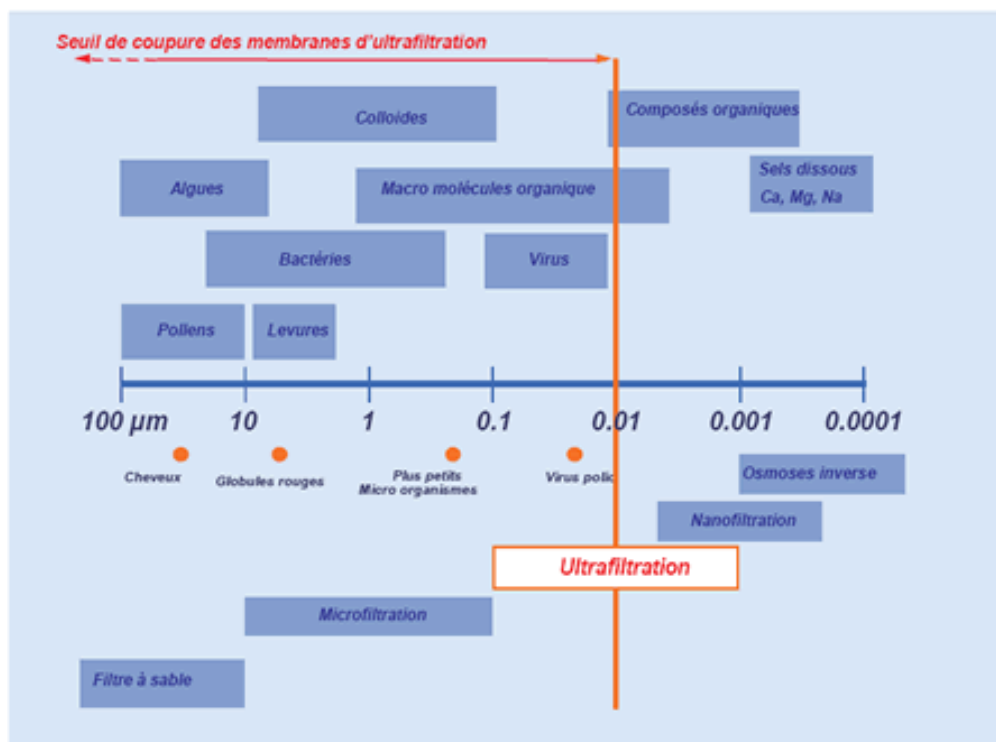 Seuil de coupure des membranes d'ultrafiltration
Colloides
Composés organiques
Algues
Macro molécules organique
Sels dissous
Ca, Mg, Na
Bactéries
Virus
Pollens
Levures
100 µm
10
1
0.1
0.01
0.001
0.0001
Cheveux
Globules rouges
Plus petits
Micro organismes
Virus polio
Osmoses inverse
Nanofiltration
Ultrafiltration
Microfiltration
Filtre à sable